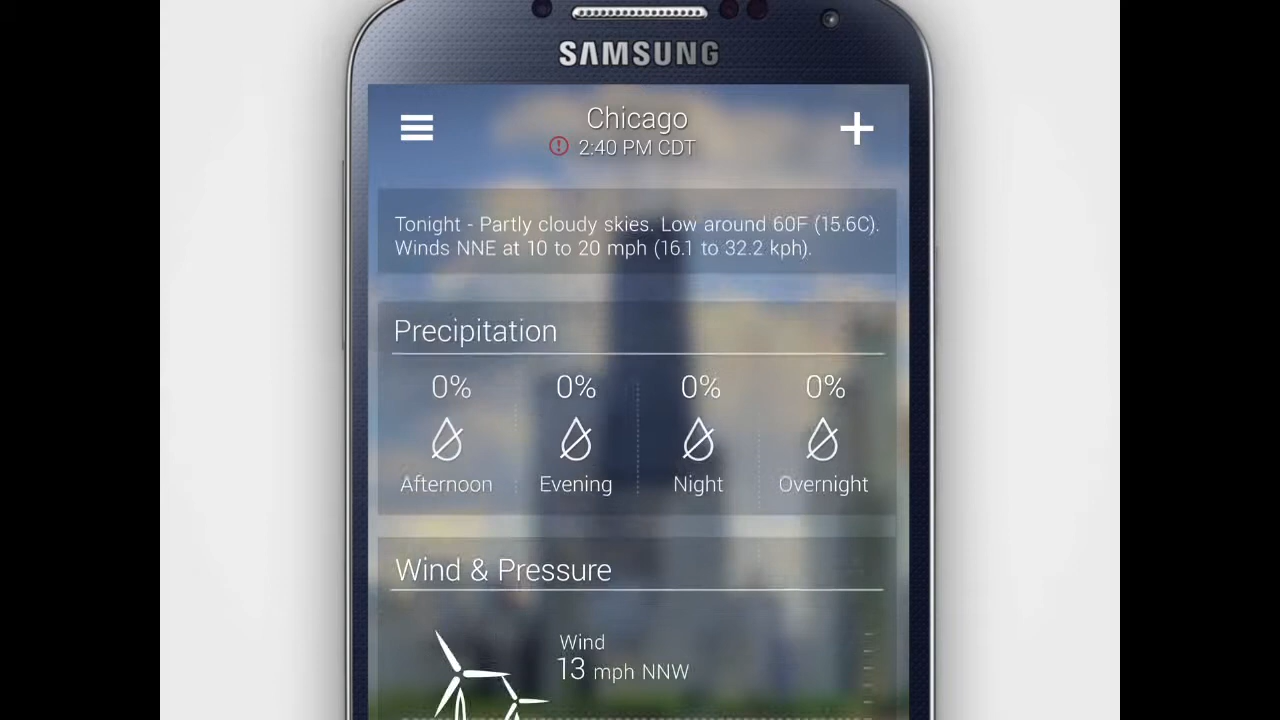 SAMSUNG
Chicago
2:40 PM CDT
Tonight - Partly cloudy skies. Low around 60F (15.6C).
Winds NNE at 10 to 20 mph (16.1 to 32.2 kph).
Precipitation
0% 0% 0% 0%
Afternoon Evening Night Overnight
Wind & Pressure
Wind
13 mph NNW